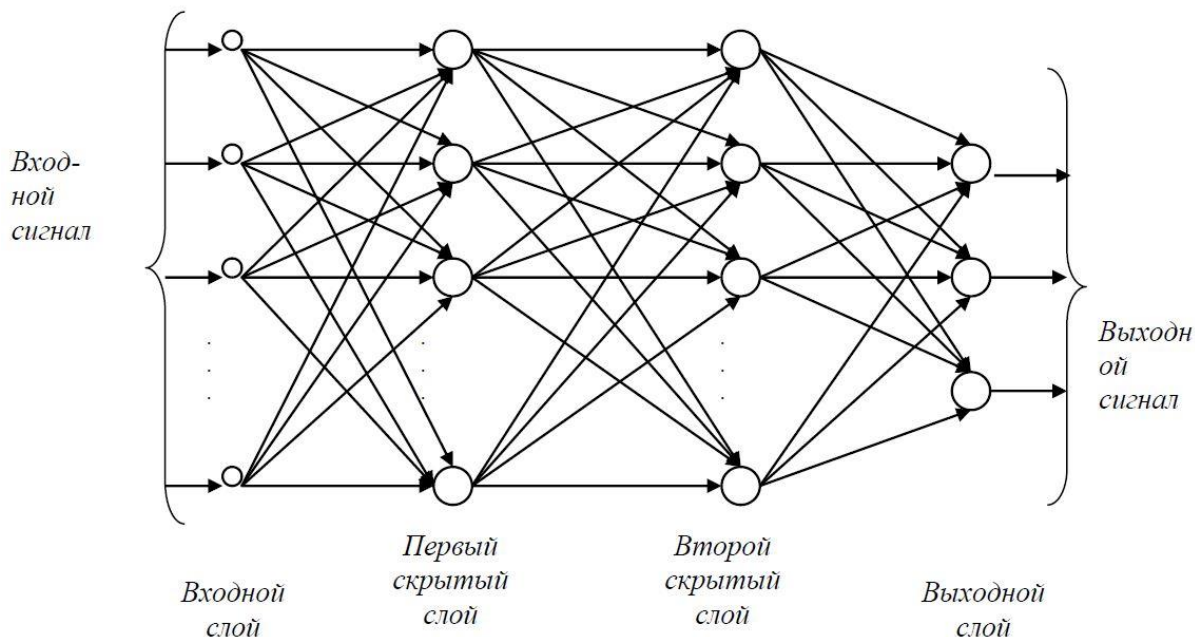 Вход-
ной
сигнал
Выходн
ой
сигнал
Входной
слой
Первый
скрытый
слой
Второй
скрытый
слой
Выходной
слой